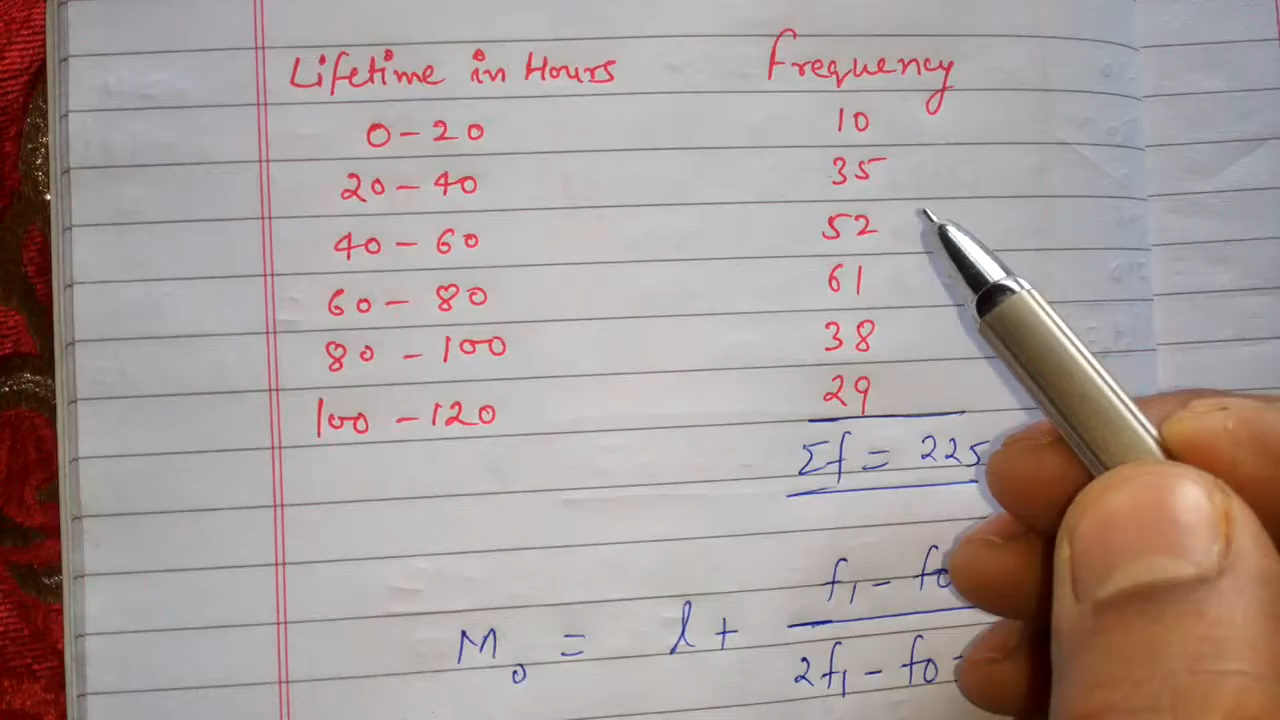 Lifetime in Hours Frequency
0-20 10
20-40 35
40-60 52
60-80 61
80-100 38
100-120 29
Σf = 225
f1 - f0
M0 = l +
2f1 - f0 -